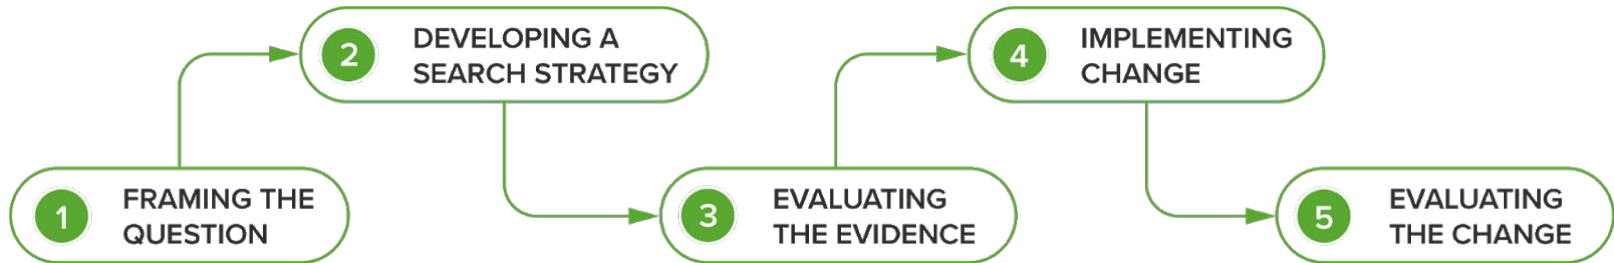 1
FRAMING THE
QUESTION
2
DEVELOPING A
SEARCH STRATEGY
3
EVALUATING
THE EVIDENCE
4
IMPLEMENTING
CHANGE
5
EVALUATING
THE CHANGE